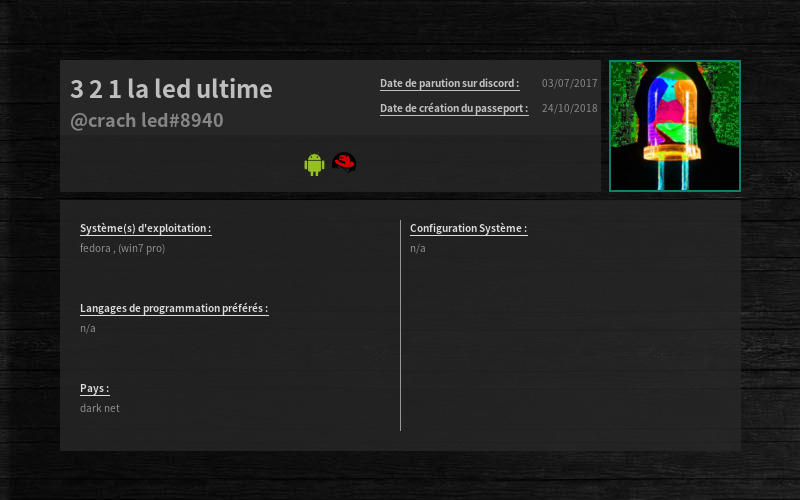 3 2 1 la led ultime
@crach led#8940
Date de parution sur discord : 03/07/2017
Date de création du passeport : 24/10/2018
Système(s) d'exploitation :
fedora , (win7 pro)
Langages de programmation préférés :
n/a
Pays :
dark net
Configuration Système :
n/a